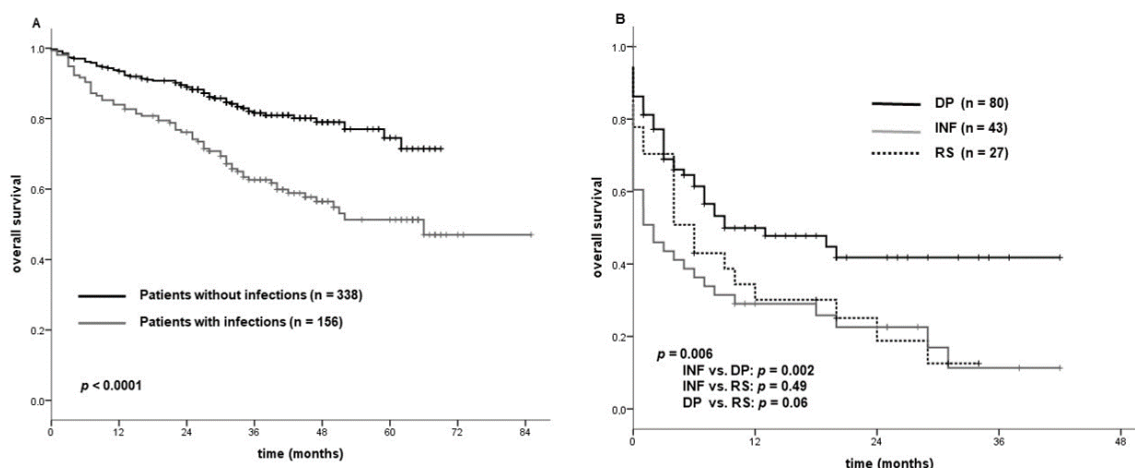 A
overall survival
1.0
0.8
0.6
0.4
0.2
0.0
Patients without infections (n = 338)
Patients with infections (n = 156)
p < 0.0001
0 12 24 36 48 60 72 84
time (months)
B
overall survival
1.0
0.8
0.6
0.4
0.2
0.0
DP (n = 80)
INF (n = 43)
RS (n = 27)
p = 0.006
INF vs. DP: p = 0.002
INF vs. RS: p = 0.49
DP vs. RS: p = 0.06
0 12 24 36 48
time (months)